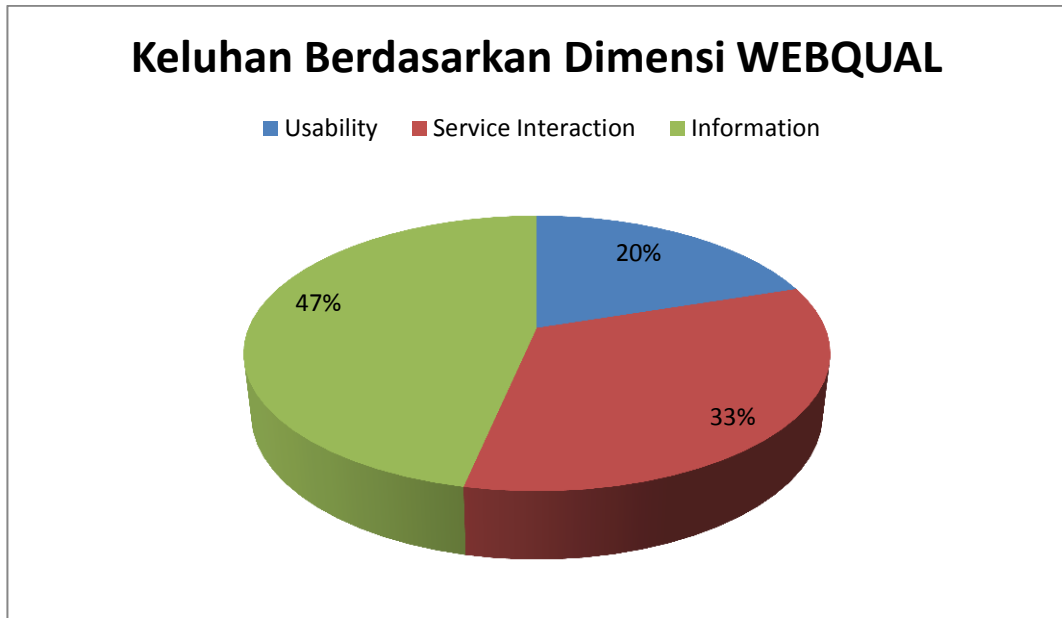 Keluhan Berdasarkan Dimensi WEBQUAL
Usability Service Interaction Information
20%
47%
33%